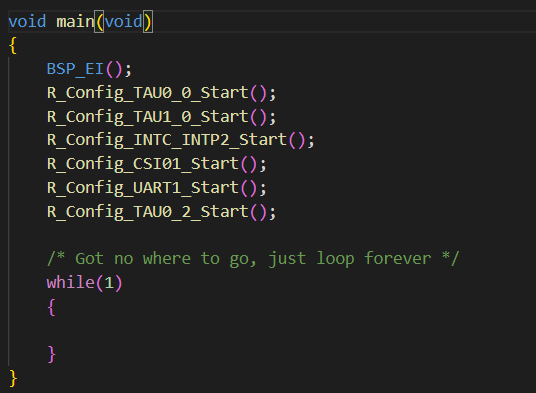 void main(void)
{
    BSP_EI();
    R_Config_TAU0_0_Start();
    R_Config_TAU1_0_Start();
    R_Config_INTC_INTP2_Start();
    R_Config_CSI01_Start();
    R_Config_UART1_Start();
    R_Config_TAU0_2_Start();

    /* Got no where to go, just loop forever */
    while(1)
    {

    }
}